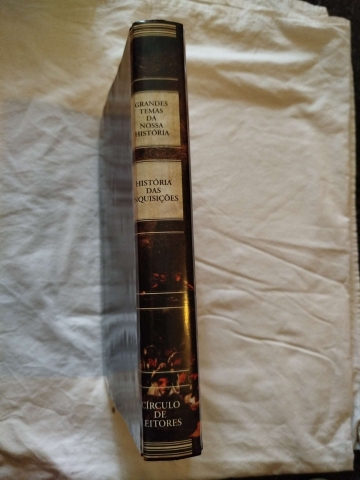 GRANDES
TEMAS
DA
NOSSA
HISTÓRIA
HISTÓRIA
DAS
INQUISIÇÕES
CÍRCULO
DE
LEITORES